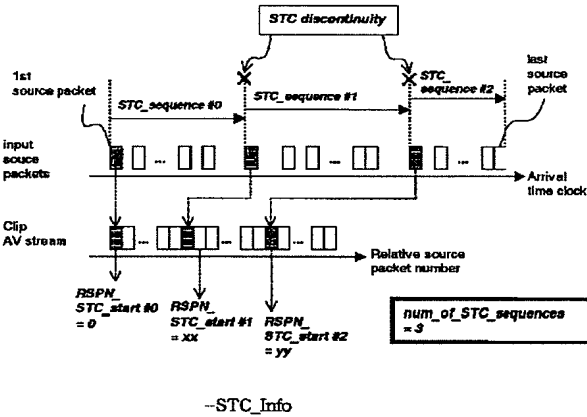 STC discontinuity
1st
source packet
last
source
packet
STC_sequence #0
STC_sequence #1
STC_
sequence #2
input
souce
packets
...
...
...
Arrival
time clock
Clip
AV stream
...
...
...
Relative source
packet number
RSPN_
STC_start #0
= 0
RSPN_
STC_start #1
= xx
RSPN_
STC_start #2
= yy
num_of_STC_sequences
= 3
--STC_Info